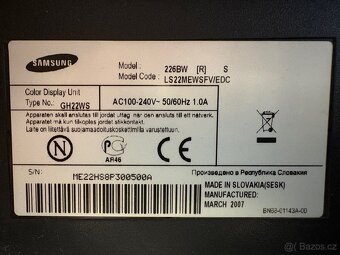 SAMSUNG
Model : 226BW [R] S
Model Code : LS22MEWSFV/EDC
Color Display Unit
Type No. GH22WS
AC100-240V~ 50/60Hz 1.0A
Apparaten skall anslutas till jordat uttag när den ansluts till ett nätverk
Apparatet må kun tilkoples jordet stikkontakt
Laite on liitettävä suojamaadoituskoskettimilla varustettuun pistorasiaan
N
AR46
S/N:
ME22HS8P300500A
Произведено в Республика Словакия
MADE IN SLOVAKIA(SESK)
MANUFACTURED:
MARCH 2007
BN68-01143A-00
Bazoš.cz